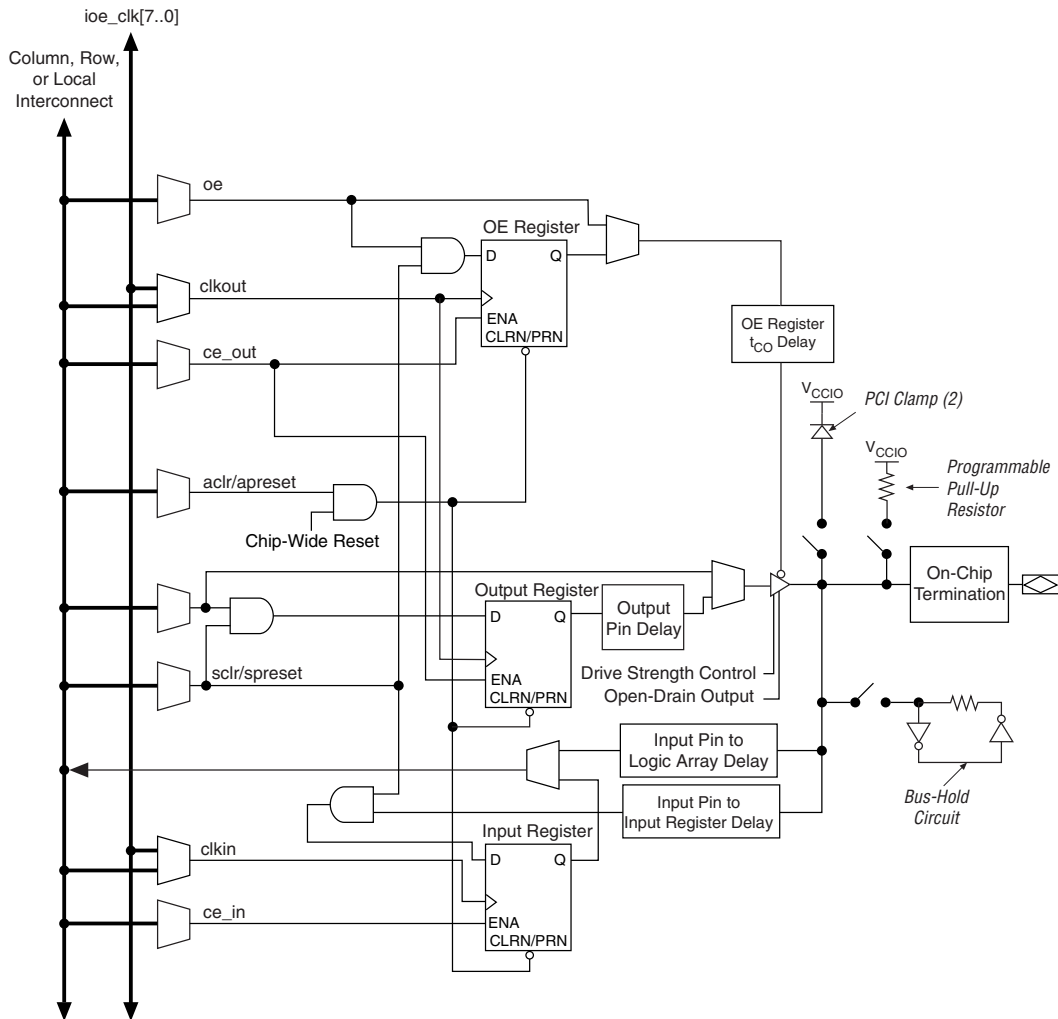 ioe_clk[7..0]
Column, Row,
or Local
Interconnect
oe
OE Register
D
Q
clkout
ENA
CLRN/PRN
OE Register
tCO Delay
ce_out
VCCIO
PCI Clamp (2)
VCCIO
Programmable
Pull-Up
Resistor
aclr/apreset
Chip-Wide Reset
On-Chip
Termination
Output Register
D
Q
Output
Pin Delay
ENA
CLRN/PRN
sclr/spreset
Drive Strength Control
Open-Drain Output
Input Pin to
Logic Array Delay
Input Pin to
Input Register Delay
Bus-Hold
Circuit
Input Register
clkin
D
Q
ce_in
ENA
CLRN/PRN